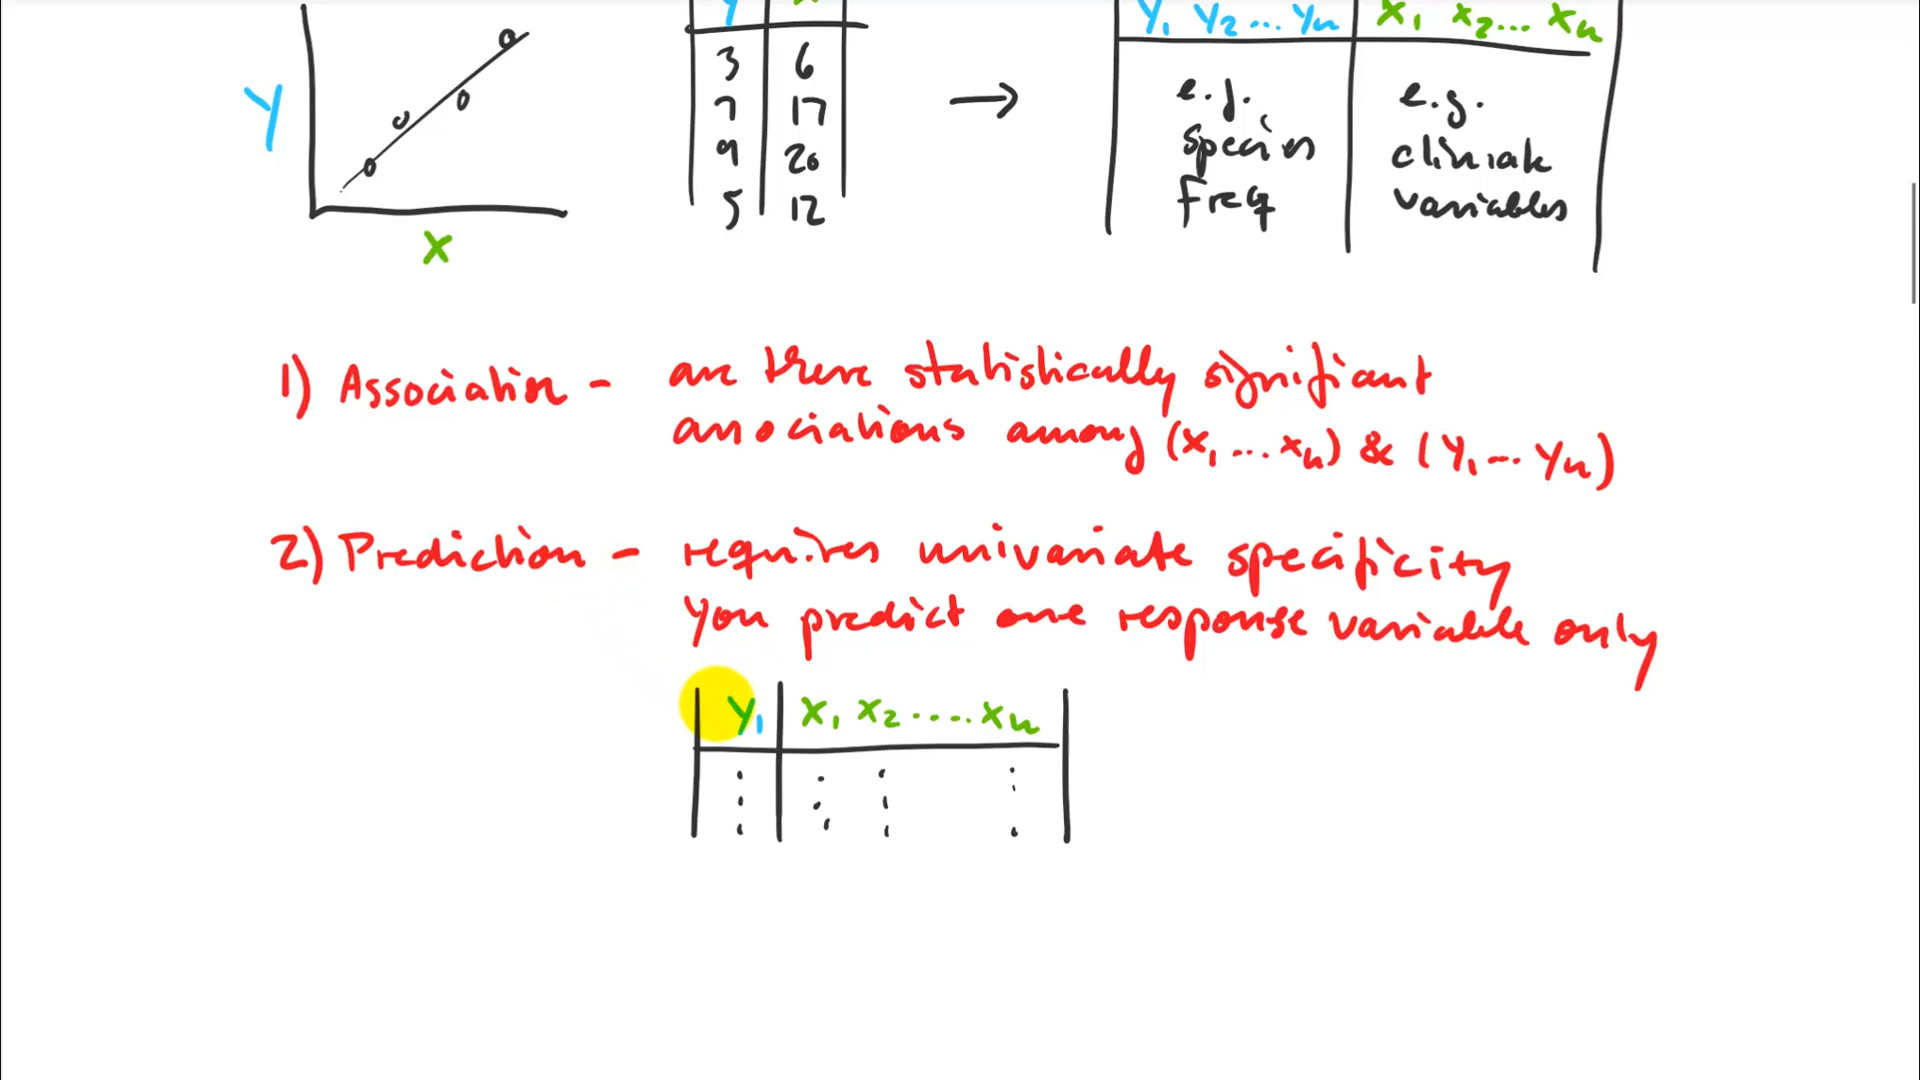 y
Y
X
3 6
7 17
9 20
5 12
→
Y1 Y2 ... Yn X1 X2... Xn
e.g.
species
freq
e.g.
climate
variables
1) Association - are there statistically significant
associations among (X1 ... Xn) & (Y1 ... Yn)
2) Prediction - requires univariate specificity
You predict one response variable only
Y1 X1 X2 ..... Xn